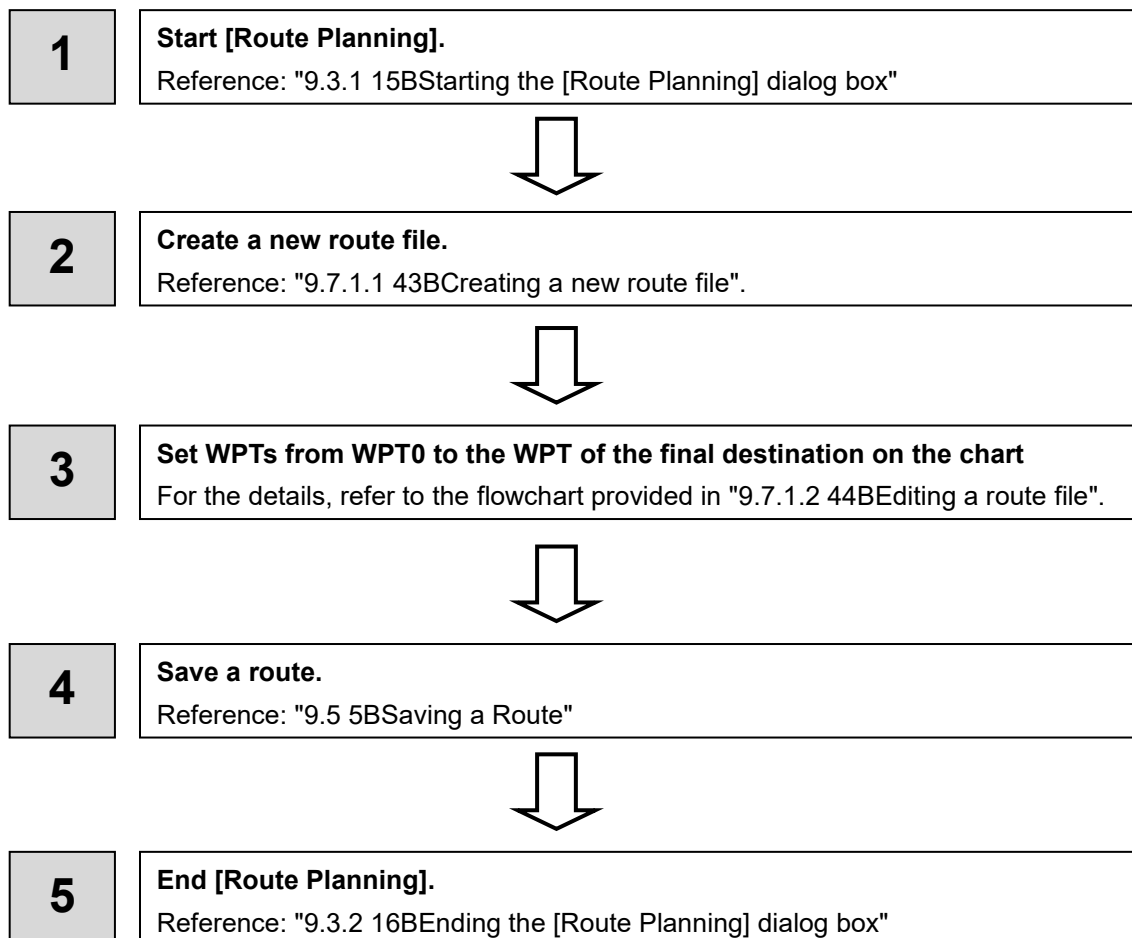 1
Start [Route Planning].
Reference: "9.3.1 15BStarting the [Route Planning] dialog box"
2
Create a new route file.
Reference: "9.7.1.1 43BCreating a new route file".
3
Set WPTs from WPT0 to the WPT of the final destination on the chart
For the details, refer to the flowchart provided in "9.7.1.2 44BEditing a route file".
4
Save a route.
Reference: "9.5 5BSaving a Route"
5
End [Route Planning].
Reference: "9.3.2 16BEnding the [Route Planning] dialog box"